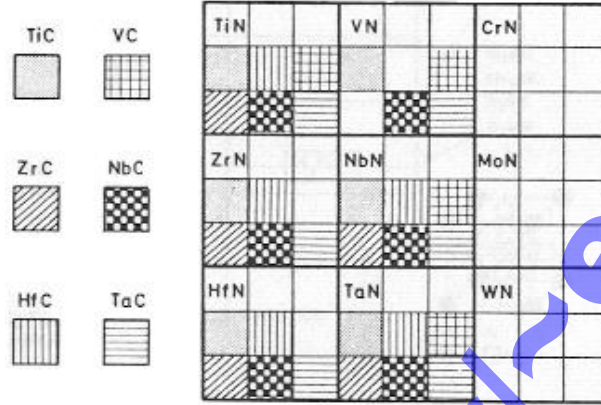 TiC VC
ZrC NbC
HfC TaC
TiN VN CrN
ZrN NbN MoN
HfN TaN WN